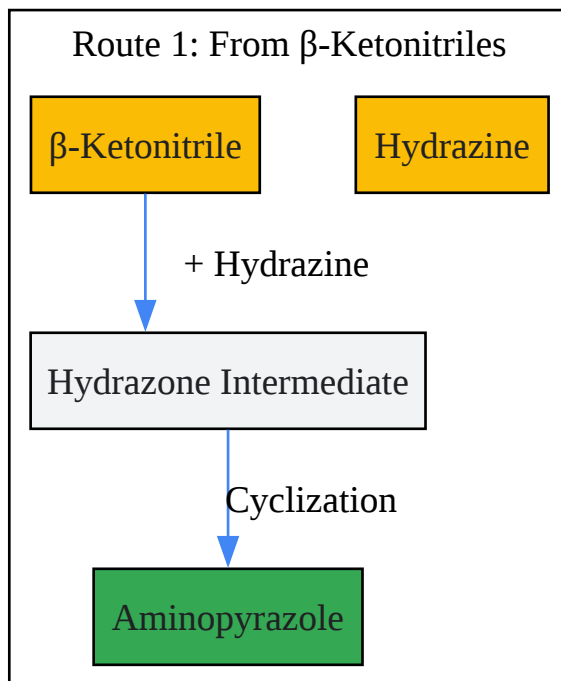 Route 1: From β-Ketonitriles
β-Ketonitrile
Hydrazine
+ Hydrazine
Hydrazone Intermediate
Cyclization
Aminopyrazole